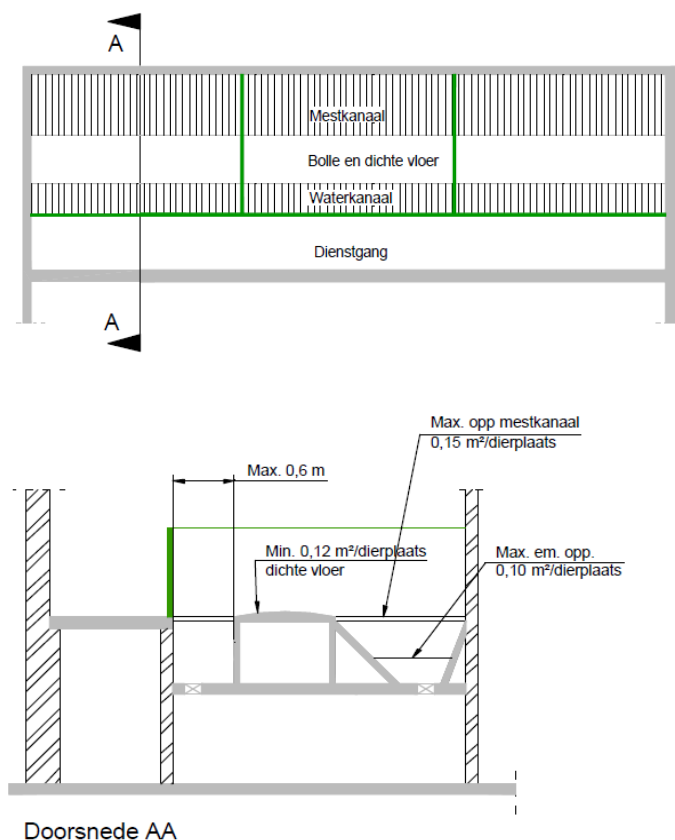 A
Mestkanaal
Bolle en dichte vloer
Waterkanaal
Dienstgang
A
Max. opp mestkanaal
0,15 m²/dierplaats
Max. 0,6 m
Min. 0,12 m²/dierplaats
dichte vloer
Max. em. opp.
0,10 m²/dierplaats
Doorsnede AA